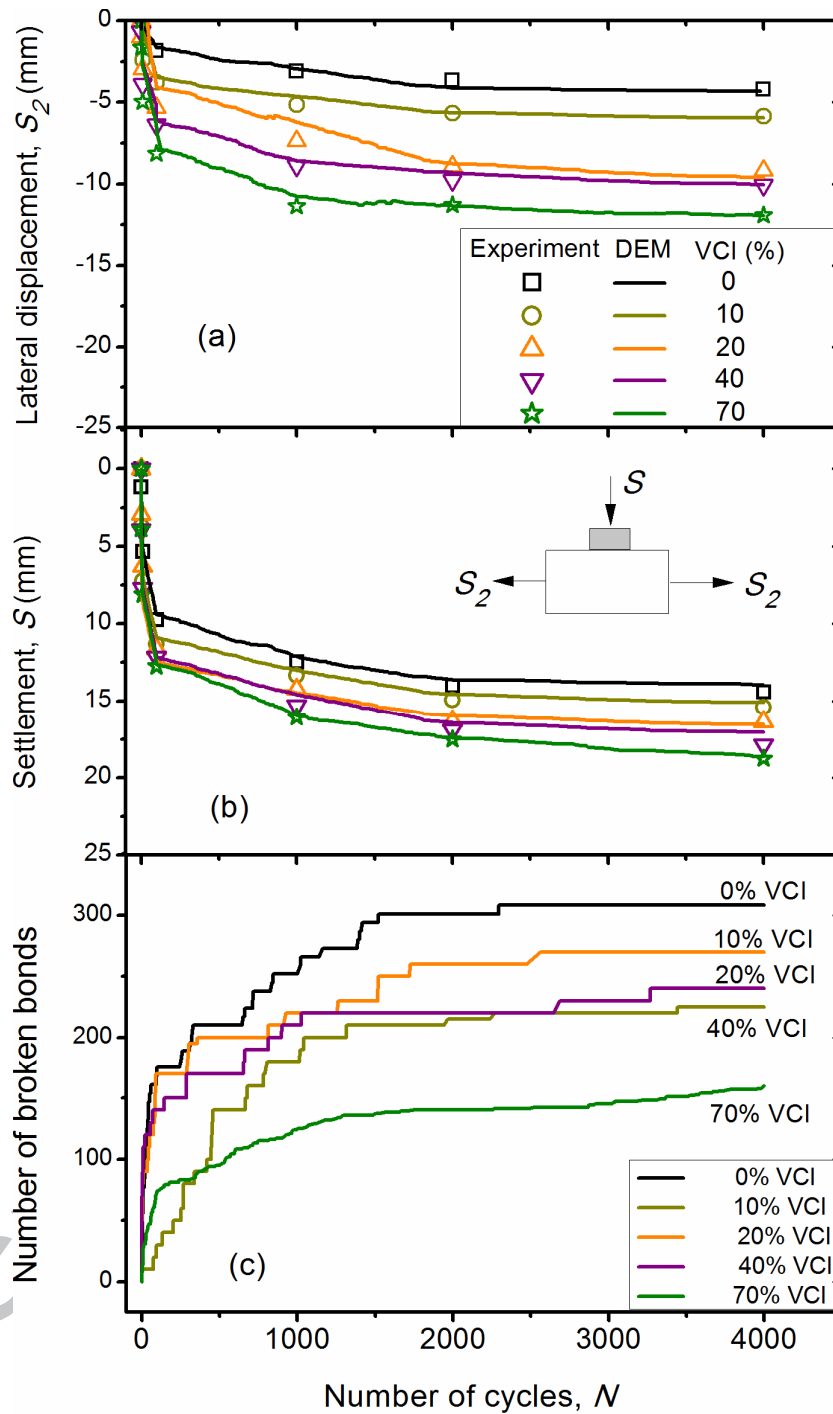 0
-5
-10
-15
-20
-25
Lateral displacement, S2 (mm)
Experiment DEM VCI (%)
0
10
20
40
70
(a)
0
5
10
15
20
25
Settlement, S (mm)
S
S2 S2
(b)
300
200
100
0
Number of broken bonds
0% VCI
10% VCI
20% VCI
40% VCI
70% VCI
0% VCI
10% VCI
20% VCI
40% VCI
70% VCI
(c)
0 1000 2000 3000 4000
Number of cycles, N